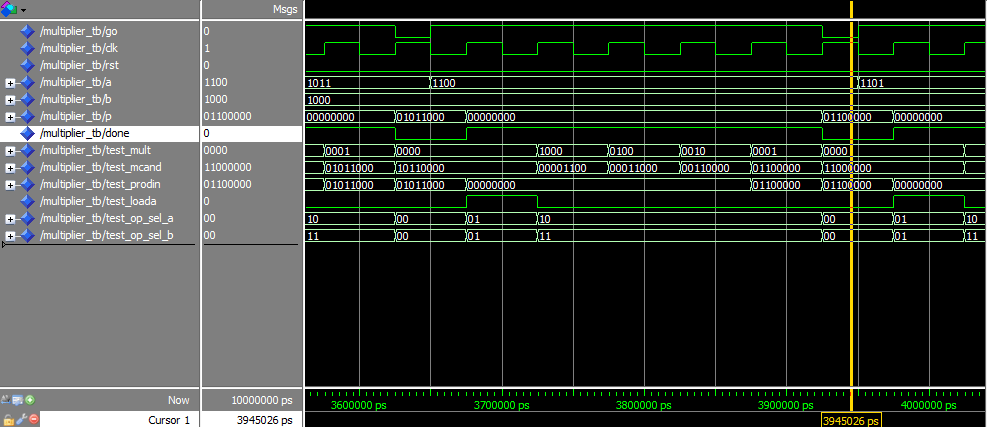 Msgs
/multiplier_tb/go 0
/multiplier_tb/clk 1
/multiplier_tb/rst 0
/multiplier_tb/a 1100 1011 1100 1101
/multiplier_tb/b 1000 1000
/multiplier_tb/p 01100000 00000000 01011000 00000000 01100000 00000000
/multiplier_tb/done 0
/multiplier_tb/test_mult 0000 0001 0000 1000 0100 0010 0001 0000
/multiplier_tb/test_mcand 11000000 01011000 10110000 00001100 00011000 00110000 01100000 11000000
/multiplier_tb/test_prodin 01100000 01011000 01011000 00000000 01100000 01100000 00000000
/multiplier_tb/test_loada 0
/multiplier_tb/test_op_sel_a 00 10 00 01 10 00 01 10
/multiplier_tb/test_op_sel_b 00 11 00 01 11 00 01 11
Now 10000000 ps 3600000 ps 3700000 ps 3800000 ps 3900000 ps 4000000 ps
Cursor 1 3945026 ps 3945026 ps